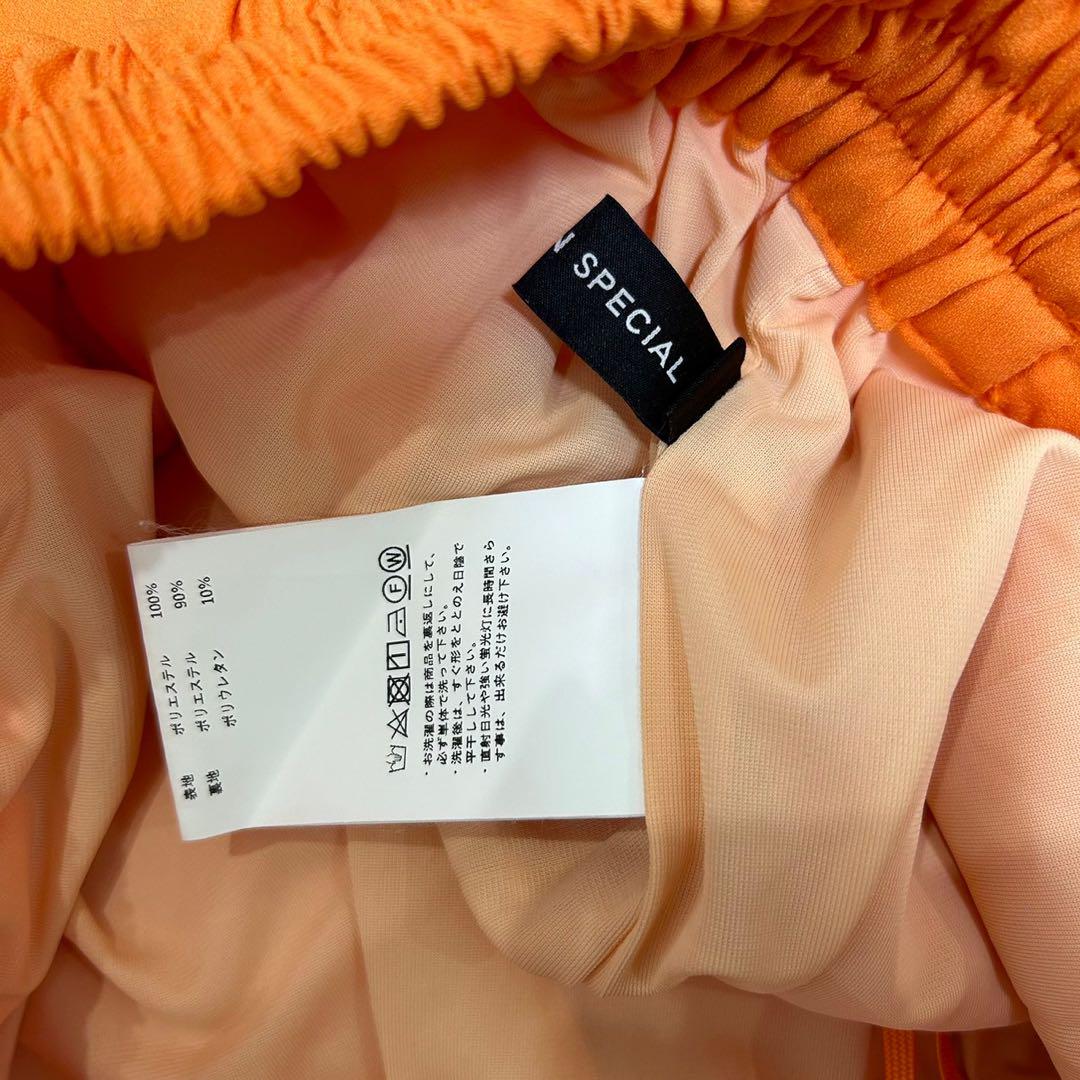 N SPECIAL
表地 ポリエステル 100%
裏地 ポリエステル 90%
ポリウレタン 10%
F W
・お洗濯の際は商品を裏返しにして、
必ず単体で洗って下さい。
・洗濯後は、すぐ形をととのえ日陰で
平干しして下さい。
・直射日光や強い蛍光灯に長時間さら
す事は、出来るだけお避け下さい。